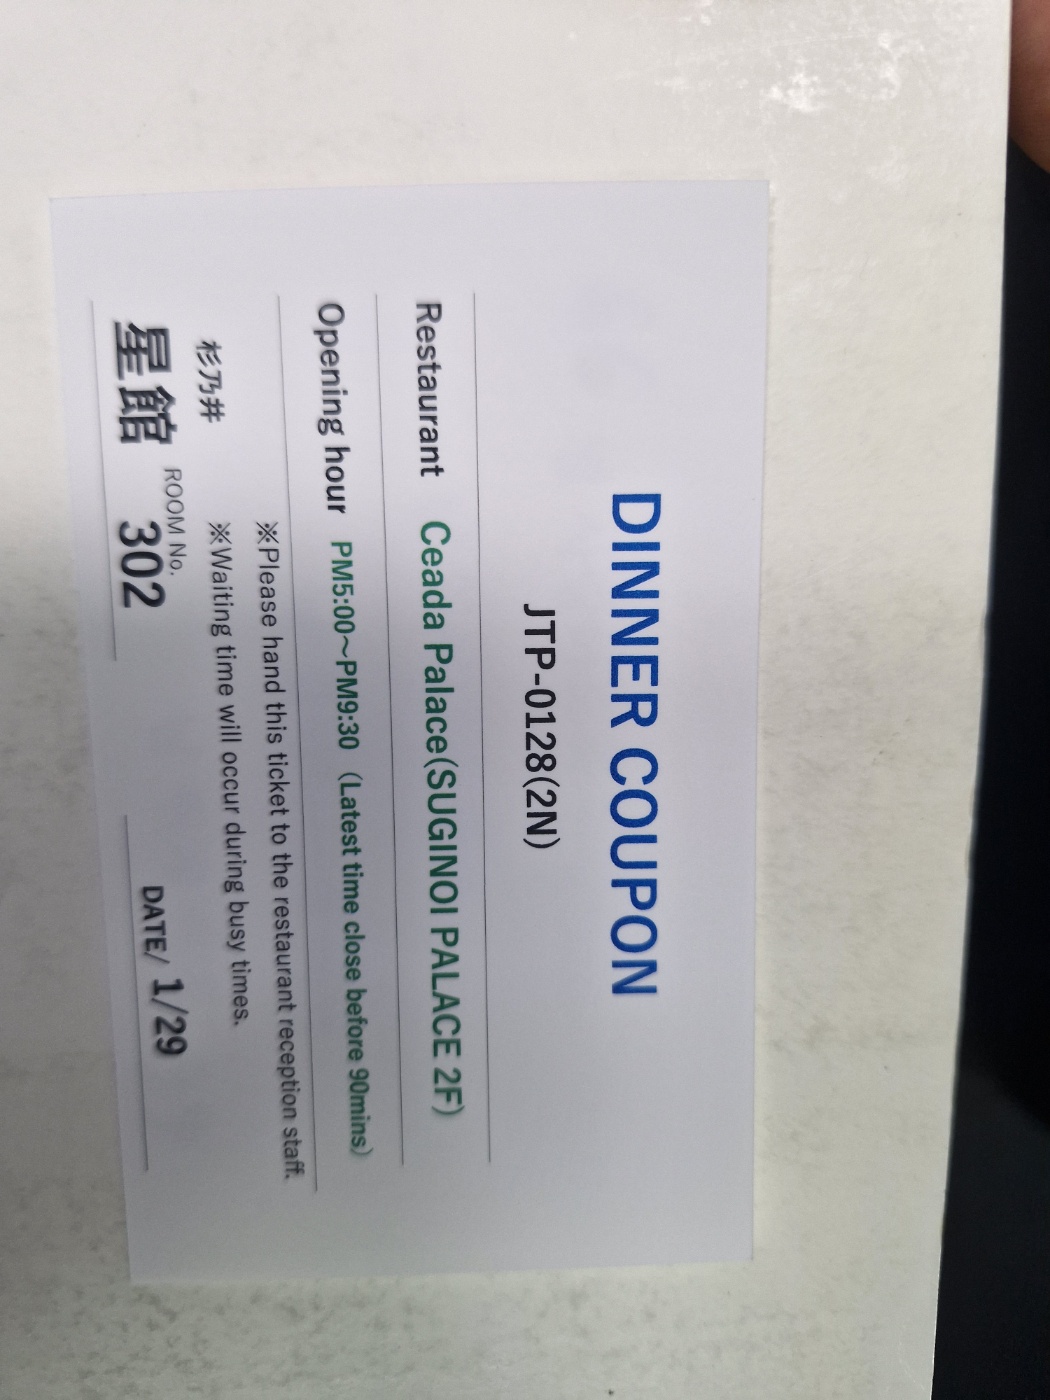 DINNER COUPON
JTP-0128(2N)
Restaurant Ceada Palace(SUGINOI PALACE 2F)
Opening hour PM5:00～PM9:30 (Latest time close before 90mins)
※Please hand this ticket to the restaurant reception staff.
※Waiting time will occur during busy times.
杉乃井
星館 ROOM No. 302
DATE/ 1/29